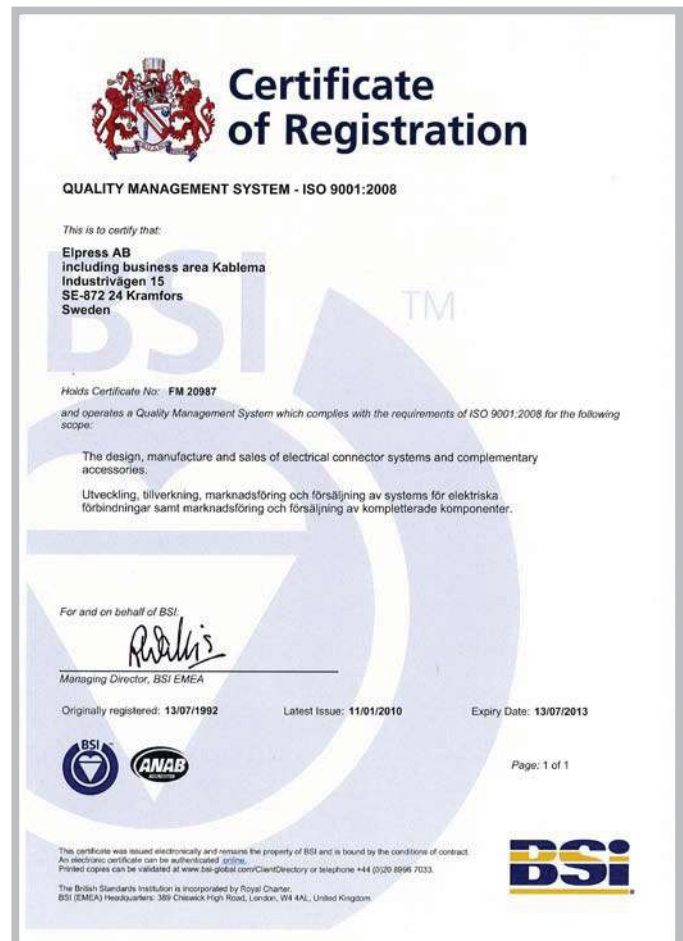 Certificate
of Registration
QUALITY MANAGEMENT SYSTEM - ISO 9001:2008
This is to certify that:
Elpress AB
including business area Kablema
Industrivägen 15
SE-872 24 Kramfors
Sweden
BSI
TM
Holds Certificate No: FM 20987
and operates a Quality Management System which complies with the requirements of ISO 9001:2008 for the following
scope:
The design, manufacture and sales of electrical connector systems and complementary
accessories.
Utveckling, tillverkning, marknadsföring och försäljning av systems för elektriska
förbindningar samt marknadsföring och försäljning av kompletterade komponenter.
For and on behalf of BSI:
Managing Director, BSI EMEA
Originally registered: 13/07/1992 Latest Issue: 11/01/2010 Expiry Date: 13/07/2013
BSI
ANAB
ACCREDITED
Page: 1 of 1
This certificate was issued electronically and remains the property of BSI and is bound by the conditions of contract.
An electronic certificate can be authenticated online.
Printed copies can be validated at www.bsi-global.com/ClientDirectory or telephone +44 (0)20 8996 7033.
The British Standards Institution is incorporated by Royal Charter.
BSI (EMEA) Headquarters: 389 Chiswick High Road, London, W4 4AL, United Kingdom
BSi